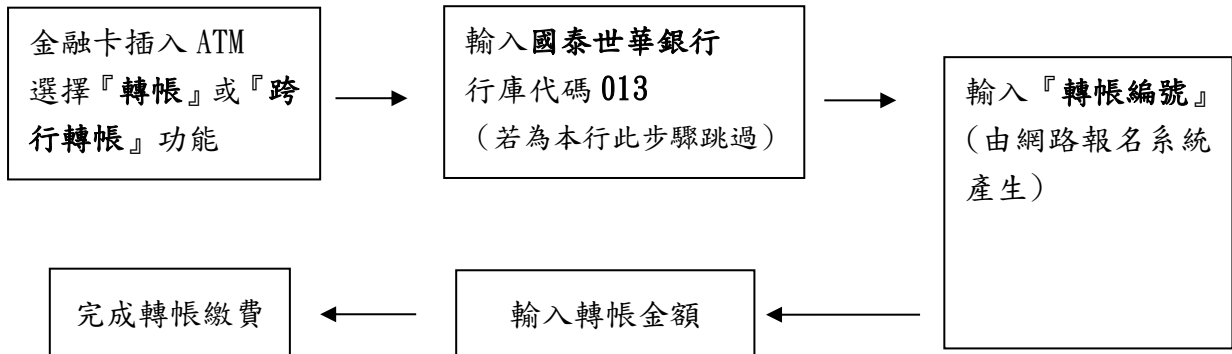 金融卡插入 ATM
選擇『轉帳』或『跨
行轉帳』功能
輸入國泰世華銀行
行庫代碼 013
（若為本行此步驟跳過）
輸入『轉帳編號』
（由網路報名系統
產生）
輸入轉帳金額
完成轉帳繳費